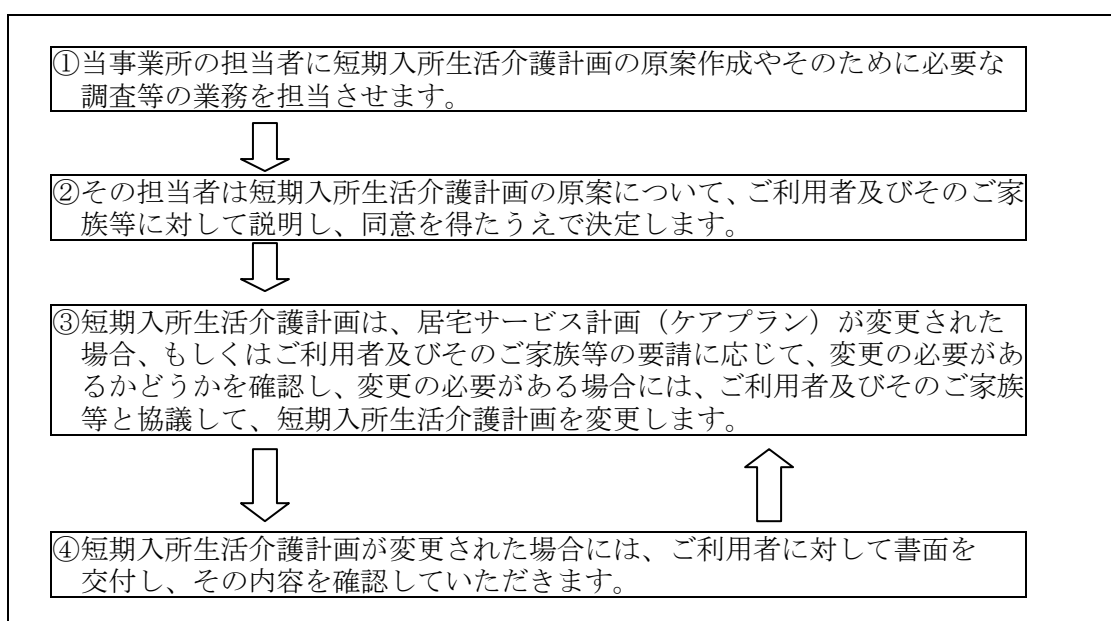 ①当事業所の担当者に短期入所生活介護計画の原案作成やそのために必要な
調査等の業務を担当させます。
②その担当者は短期入所生活介護計画の原案について、ご利用者及びそのご家
族等に対して説明し、同意を得たうえで決定します。
③短期入所生活介護計画は、居宅サービス計画（ケアプラン）が変更された
場合、もしくはご利用者及びそのご家族等の要請に応じて、変更の必要があ
るかどうかを確認し、変更の必要がある場合には、ご利用者及びそのご家族
等と協議して、短期入所生活介護計画を変更します。
④短期入所生活介護計画が変更された場合には、ご利用者に対して書面を
交付し、その内容を確認していただきます。